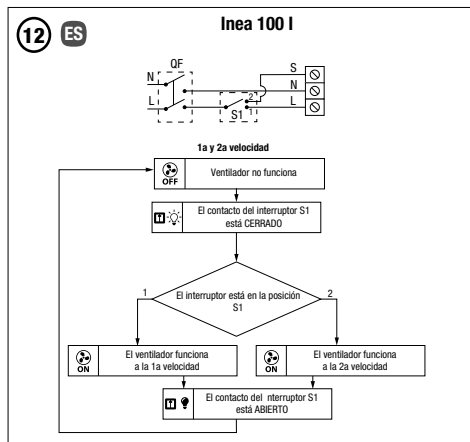 12 ES
Inea 100 I
QF
N
L
S1
2
1
S
N
L
1a y 2a velocidad
OFF
Ventilador no funciona
El contacto del interruptor S1
está CERRADO
El interruptor está en la posición
S1
1
2
ON
El ventilador funciona
a la 1a velocidad
ON
El ventilador funciona
a la 2a velocidad
El contacto del nterruptor S1
está ABIERTO